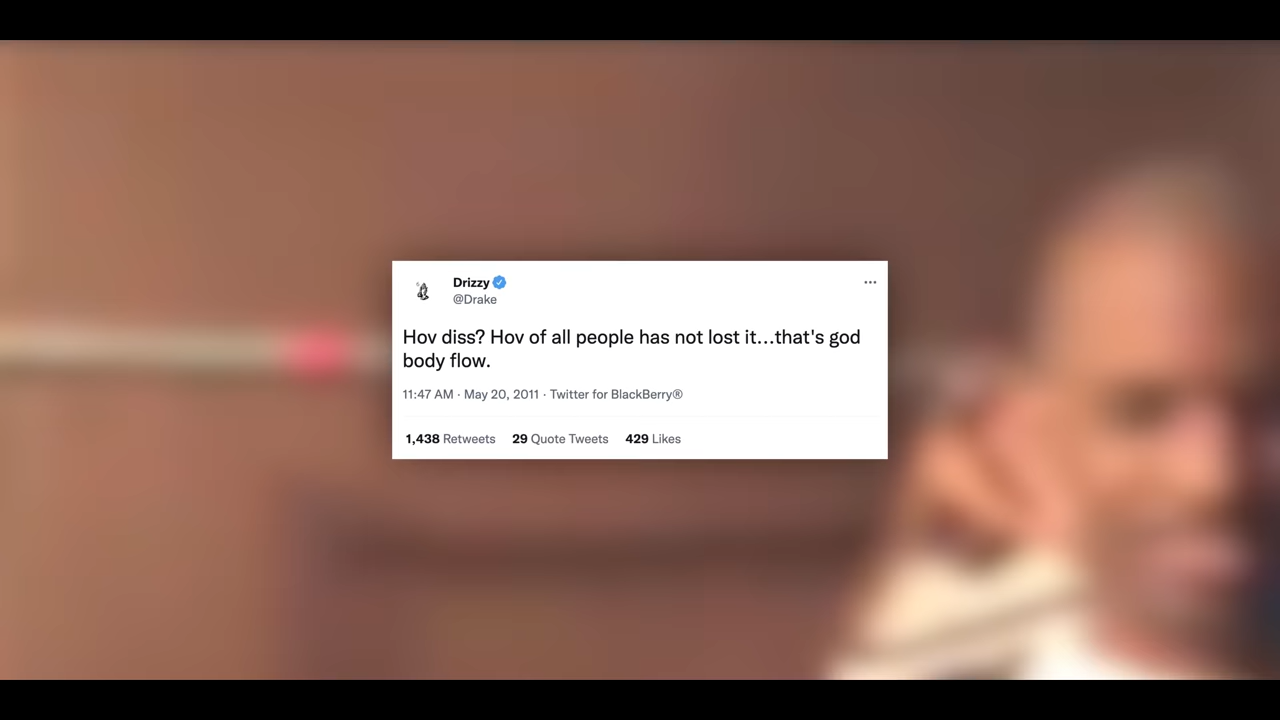 Drizzy
@Drake
Hov diss? Hov of all people has not lost it...that's god
body flow.
11:47 AM · May 20, 2011 · Twitter for BlackBerry®
1,438 Retweets 29 Quote Tweets 429 Likes